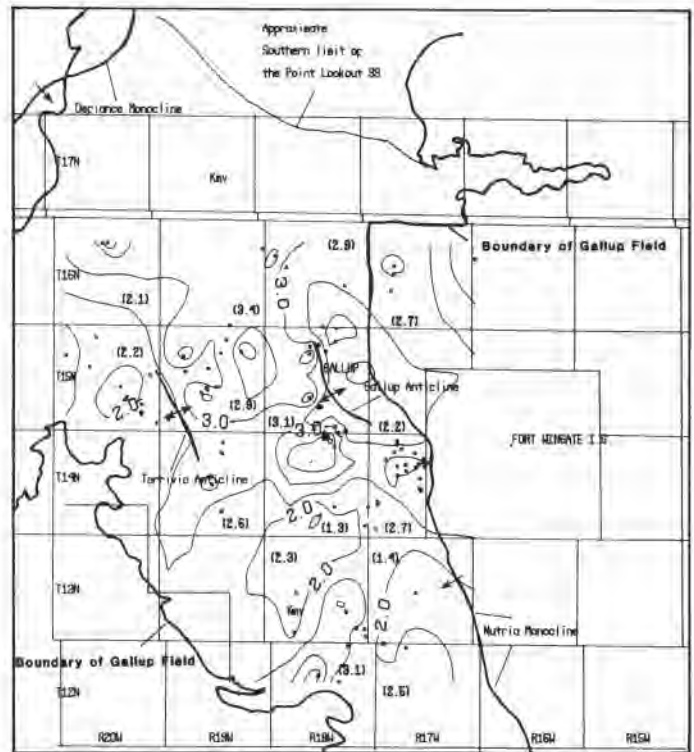 Approximate
Southern limit of
the Point Lookout SS
Defiance Monocline
T17N
Kmv
(2.9)
Boundary of Gallup Field
T16N
3.0
(2.1)
(3.4)
(2.7)
(2.2)
T15N
GALLUP
Gallup Anticline
2.0
(2.9)
3.0
(3.1)
3.0
(2.2)
FORT WINGATE I.G.
T14N
Torrivio Anticline
(2.6)
2.0
(1.3)
(2.7)
(2.3)
(1.4)
T13N
2.0
Kmv
2.0
Nutria Monocline
Boundary of Gallup Field
(3.1)
T12N
(2.5)
R20W
R19W
R18W
R17W
R16W
R15W